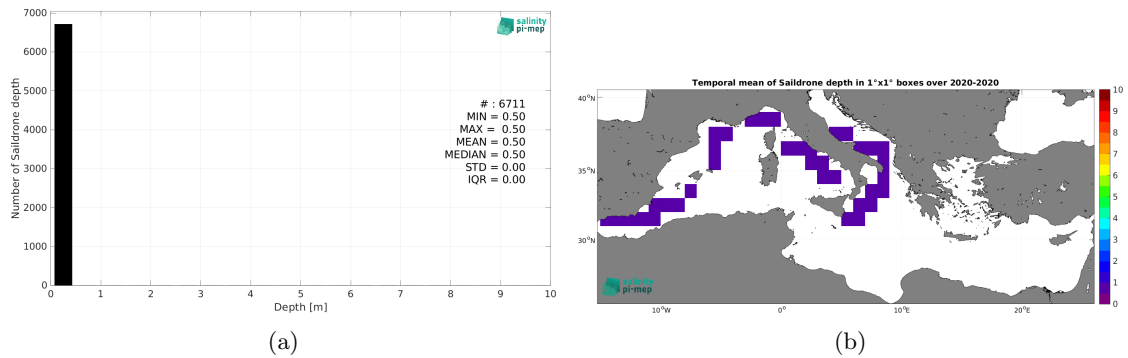 salinity
pi-mep
7000
6000
5000
4000
3000
2000
1000
0
Number of Saildrone depth
# : 6711
MIN = 0.50
MAX = 0.50
MEAN = 0.50
MEDIAN = 0.50
STD = 0.00
IQR = 0.00
0 1 2 3 4 5 6 7 8 9 10
Depth [m]
(a)
Temporal mean of Saildrone depth in 1°x1° boxes over 2020-2020
40°N
35°N
30°N
10°W 0° 10°E 20°E
10
9
8
7
6
5
4
3
2
1
0
salinity
pi-mep
(b)